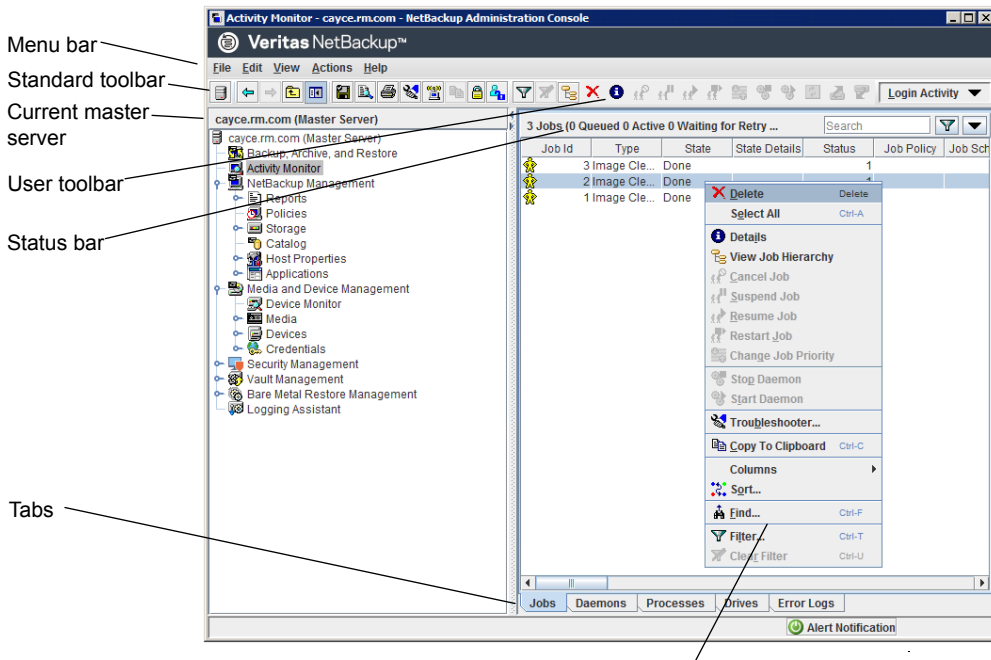 Activity Monitor - cayce.rm.com - NetBackup Administration Console
Veritas NetBackup™
Menu bar
File Edit View Actions Help
Standard toolbar
Login Activity
Current master server
cayce.rm.com (Master Server)
3 Jobs (0 Queued 0 Active 0 Waiting for Retry ...
Search
cayce.rm.com (Master Server)
Backup, Archive, and Restore
Activity Monitor
NetBackup Management
Reports
Policies
Storage
Catalog
Host Properties
Applications
Media and Device Management
Device Monitor
Media
Devices
Credentials
Security Management
Vault Management
Bare Metal Restore Management
Logging Assistant
User toolbar
Status bar
Tabs
Job Id Type State State Details Status Job Policy Job Sch
3 Image Cle... Done 1
2 Image Cle... Done 1
1 Image Cle... Done
Delete Delete
Select All Ctrl-A
Details
View Job Hierarchy
Cancel Job
Suspend Job
Resume Job
Restart Job
Change Job Priority
Stop Daemon
Start Daemon
Troubleshooter...
Copy To Clipboard Ctrl-C
Columns
Sort...
Find... Ctrl-F
Filter... Ctrl-T
Clear Filter Ctrl-U
Jobs Daemons Processes Drives Error Logs
Alert Notification